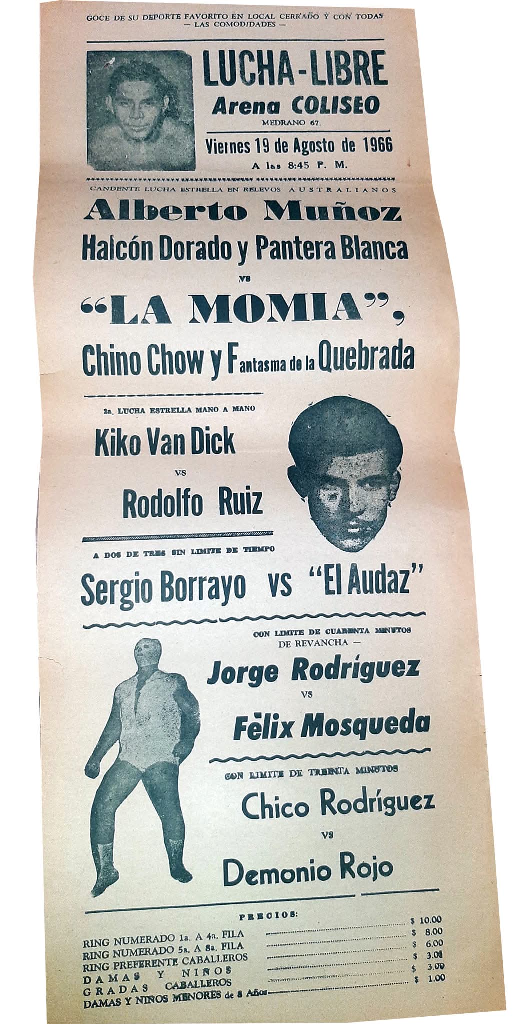 GOCE DE SU DEPORTE FAVORITO EN LOCAL CERRADO Y CON TODAS
— LAS COMODIDADES —
LUCHA-LIBRE
Arena COLISEO
MEDRANO 67
Viernes 19 de Agosto de 1966
A las 8:45 P. M.
CANDENTE LUCHA ESTRELLA EN RELEVOS AUSTRALIANOS
Alberto Muñoz
Halcón Dorado y Pantera Blanca
vs
"LA MOMIA",
Chino Chow y Fantasma de la Quebrada
2a. LUCHA ESTRELLA MANO A MANO
Kiko Van Dick
vs
Rodolfo Ruiz
A DOS DE TRES SIN LIMITE DE TIEMPO
Sergio Borrayo vs "El Audaz"
CON LIMITE DE CUARENTA MINUTOS
DE REVANCHA —
Jorge Rodríguez
VS
Fèlix Mosqueda
CON LIMITE DE TREINTA MINUTOS
Chico Rodríguez
VS
Demonio Rojo
PRECIOS:
RING NUMERADO 1a. A 4a. FILA $ 10.00
RING NUMERADO 5a. A 8a. FILA $ 8.00
RING PREFERENTE CABALLEROS $ 6.00
DAMAS Y NIÑOS $ 3.00
GRADAS CABALLEROS $ 3.00
DAMAS Y NIÑOS MENORES de 8 Años $ 1.00